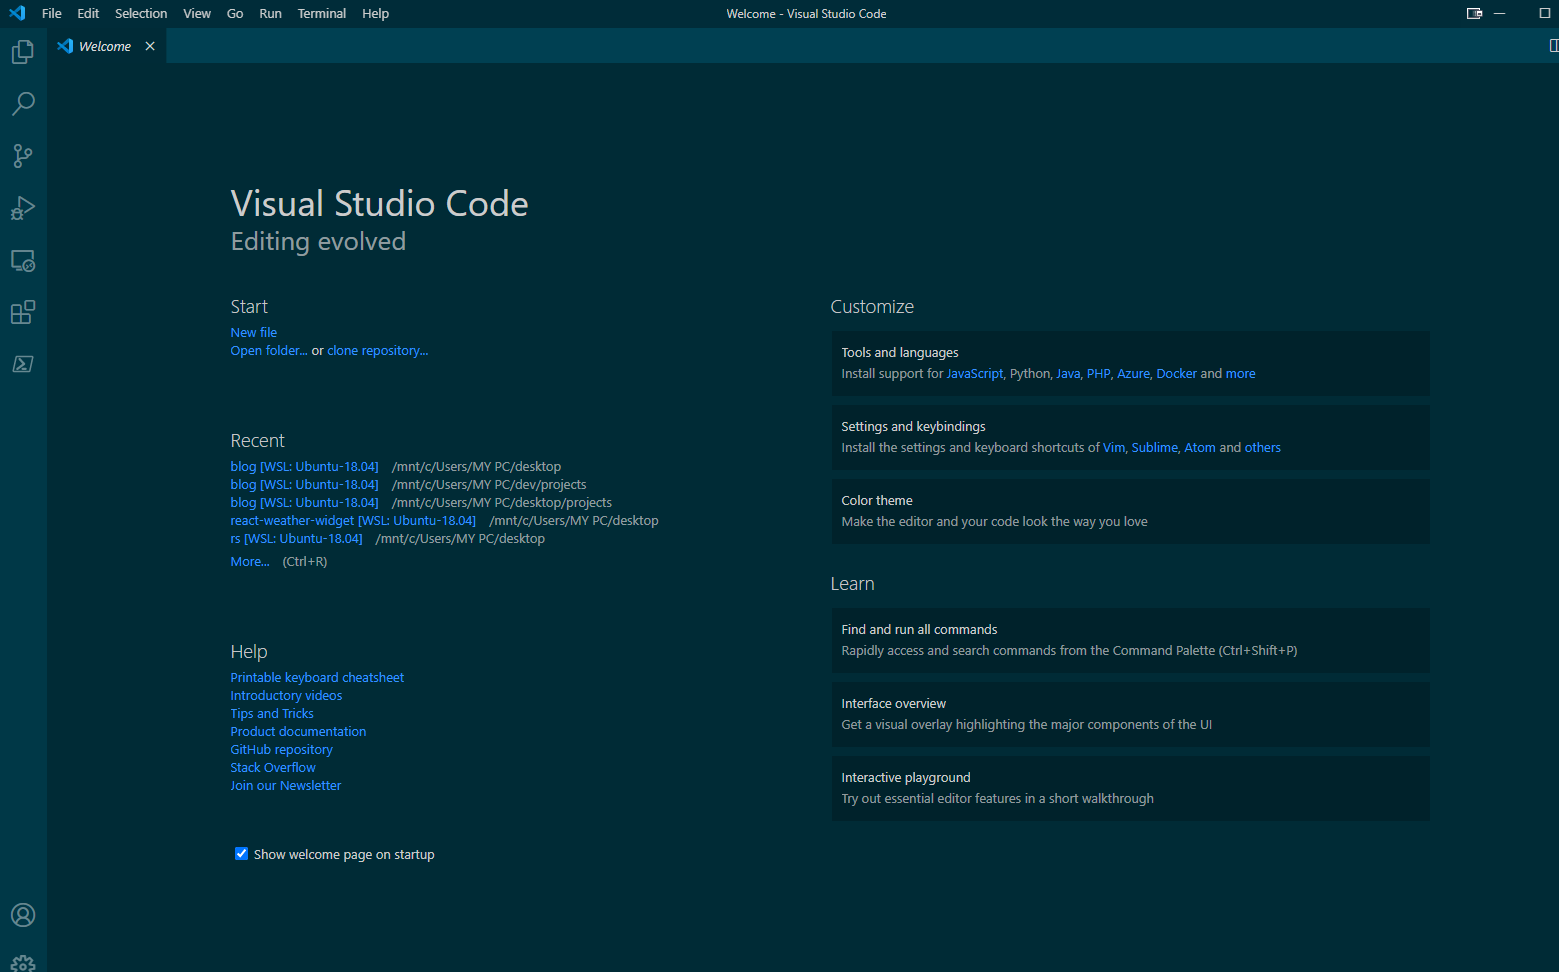 File Edit Selection View Go Run Terminal Help
Welcome - Visual Studio Code
Welcome
Visual Studio Code
Editing evolved
Start
New file
Open folder... or clone repository...
Recent
blog [WSL: Ubuntu-18.04] /mnt/c/Users/MY PC/desktop
blog [WSL: Ubuntu-18.04] /mnt/c/Users/MY PC/dev/projects
blog [WSL: Ubuntu-18.04] /mnt/c/Users/MY PC/desktop/projects
react-weather-widget [WSL: Ubuntu-18.04] /mnt/c/Users/MY PC/desktop
rs [WSL: Ubuntu-18.04] /mnt/c/Users/MY PC/desktop
More... (Ctrl+R)
Help
Printable keyboard cheatsheet
Introductory videos
Tips and Tricks
Product documentation
GitHub repository
Stack Overflow
Join our Newsletter
Show welcome page on startup
Customize
Tools and languages
Install support for JavaScript, Python, Java, PHP, Azure, Docker and more
Settings and keybindings
Install the settings and keyboard shortcuts of Vim, Sublime, Atom and others
Color theme
Make the editor and your code look the way you love
Learn
Find and run all commands
Rapidly access and search commands from the Command Palette (Ctrl+Shift+P)
Interface overview
Get a visual overlay highlighting the major components of the UI
Interactive playground
Try out essential editor features in a short walkthrough